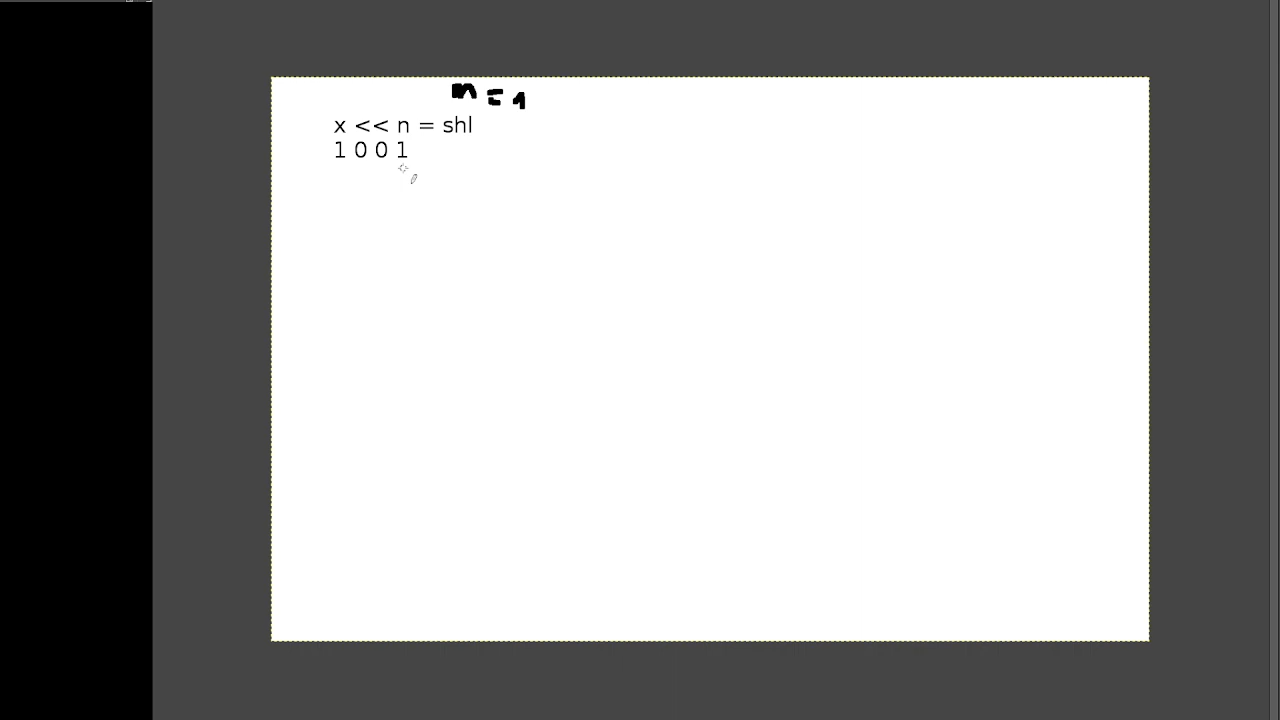 n = 1
x << n = shl
1 0 0 1